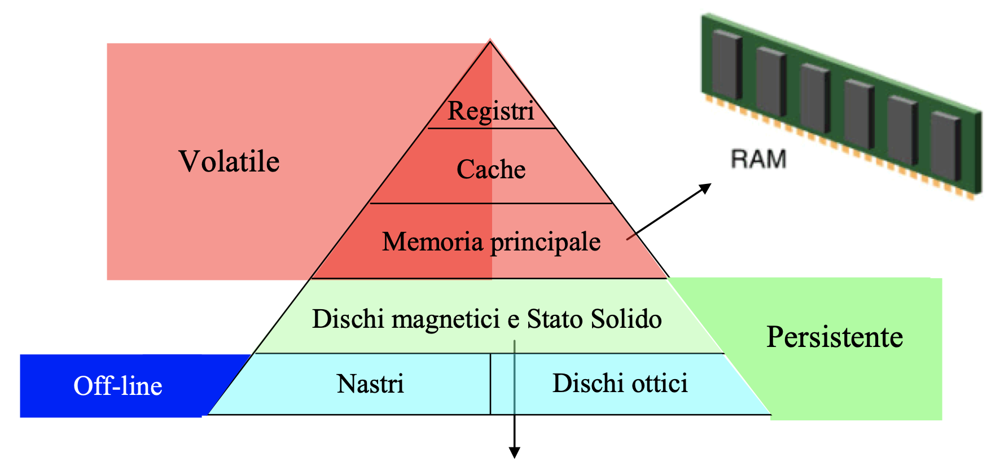 Registri
RAM
Volatile
Cache
Memoria principale
Dischi magnetici e Stato Solido
Persistente
Off-line
Nastri
Dischi ottici